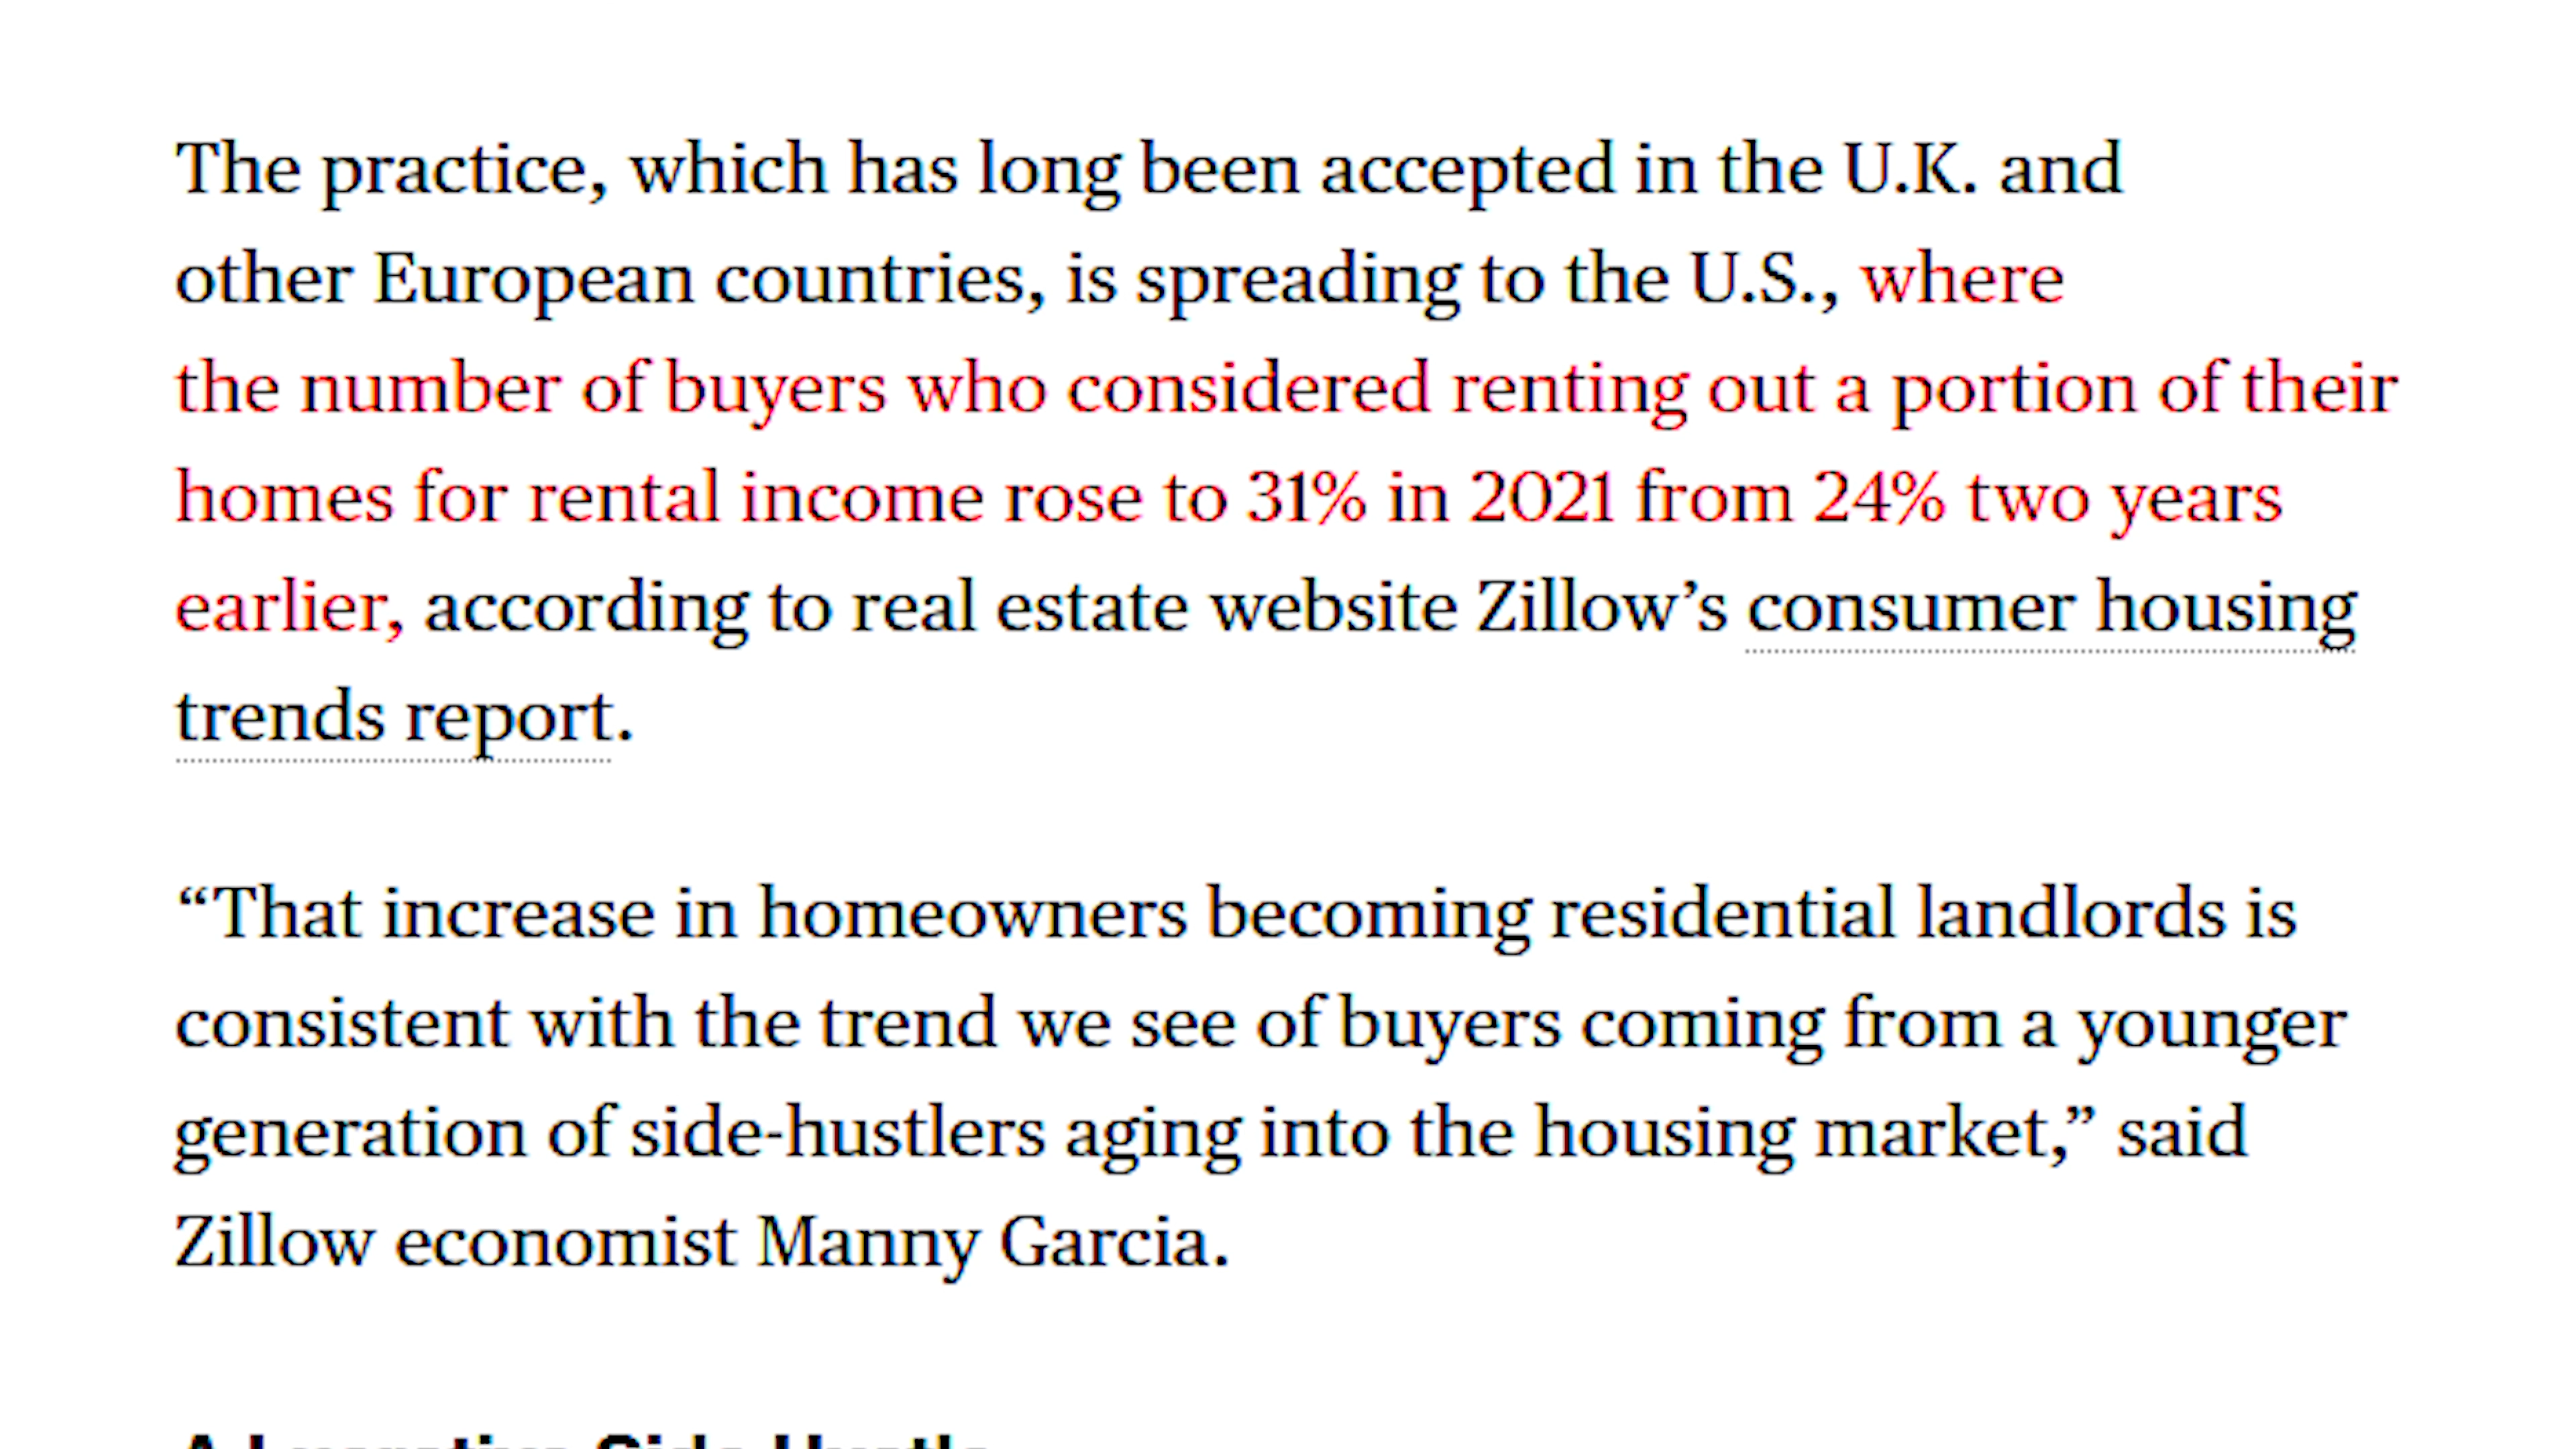 The practice, which has long been accepted in the U.K. and
other European countries, is spreading to the U.S., where
the number of buyers who considered renting out a portion of their
homes for rental income rose to 31% in 2021 from 24% two years
earlier, according to real estate website Zillow’s consumer housing
trends report.
“That increase in homeowners becoming residential landlords is
consistent with the trend we see of buyers coming from a younger
generation of side-hustlers aging into the housing market,” said
Zillow economist Manny Garcia.
A Lucrative Side Hustle